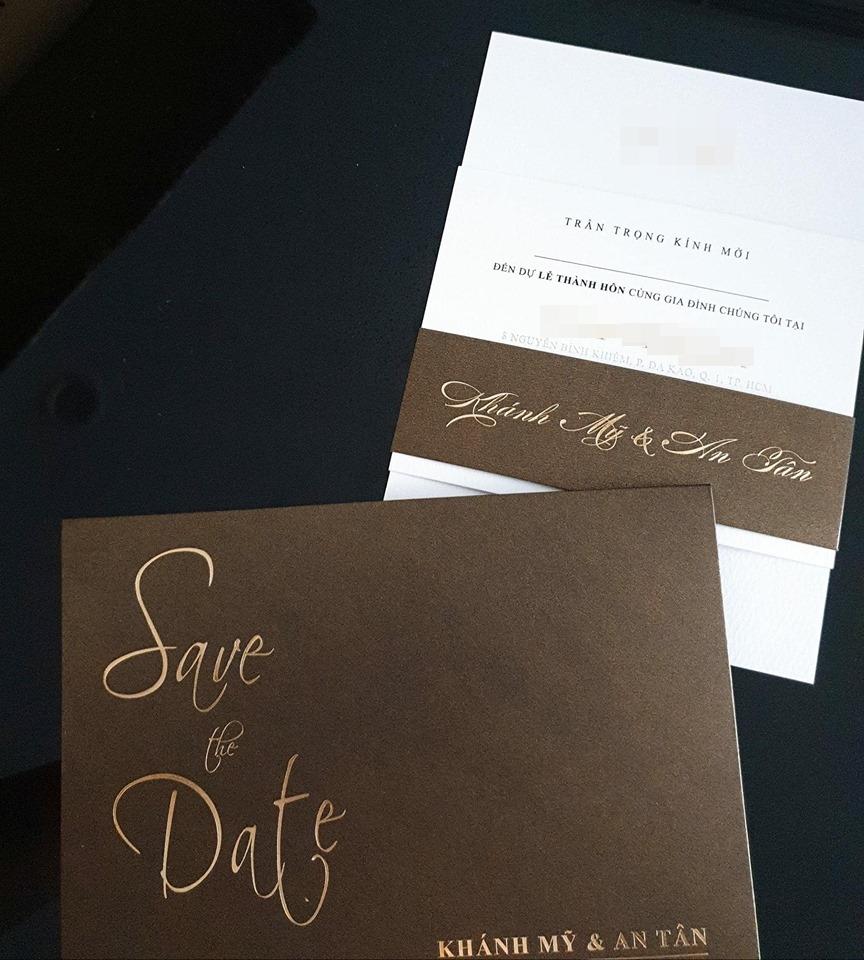 TRÂN TRỌNG KÍNH MỜI
ĐẾN DỰ LỄ THÀNH HÔN CÙNG GIA ĐÌNH CHÚNG TÔI TẠI
5 NGUYỄN BỈNH KHIÊM, P. ĐA KAO, Q. 1, TP. HCM
Khánh Mỹ & An Tân
Save
the
Date
KHÁNH MỸ & AN TÂN